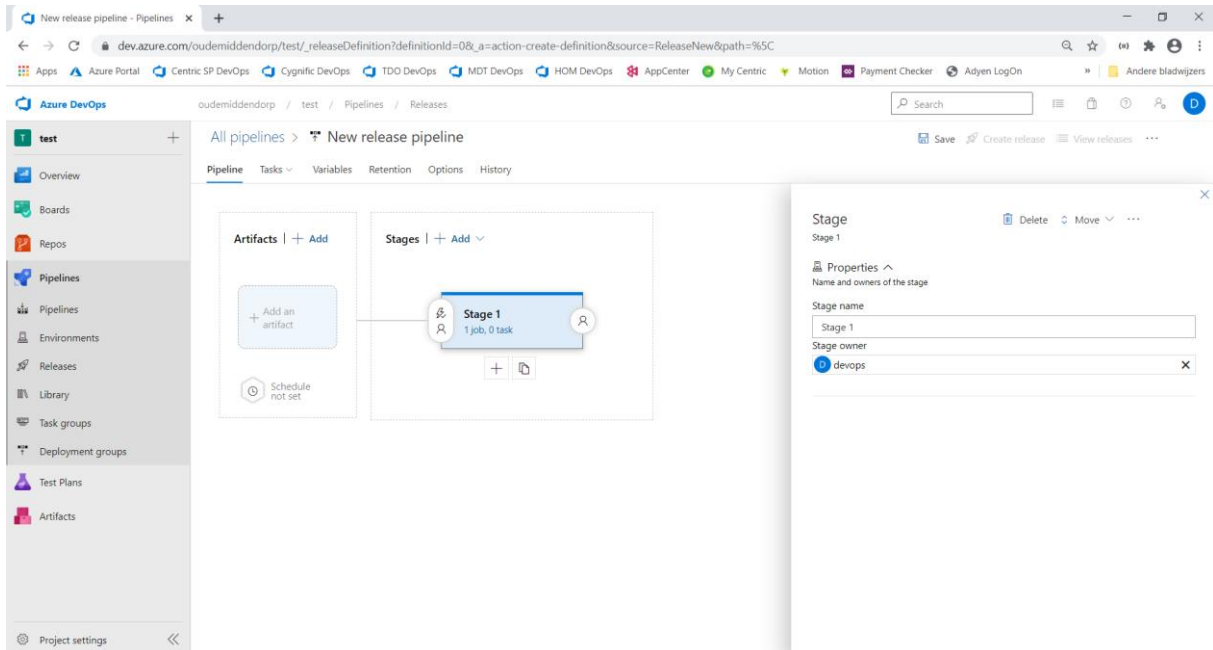 New release pipeline - Pipelines
dev.azure.com/oudemiddendorp/test/_releaseDefinition?definitionId=0&_a=action-create-definition&source=ReleaseNew&path=%5C
Apps Azure Portal Centric SP DevOps Cygnific DevOps TDO DevOps MDT DevOps HOM DevOps AppCenter My Centric Motion Payment Checker Adyen LogOn » Andere bladwijzers
Azure DevOps
oudemiddendorp / test / Pipelines / Releases
Search
D
T test
All pipelines > New release pipeline
Save Create release View releases ...
Pipeline Tasks Variables Retention Options History
Overview
Boards
Repos
Pipelines
Pipelines
Environments
Releases
Library
Task groups
Deployment groups
Test Plans
Artifacts
Project settings
Artifacts | + Add
Stages | + Add
Add an
artifact
Schedule
not set
Stage 1
1 job, 0 task
Stage
Delete Move ...
Stage 1
Properties
Name and owners of the stage
Stage name
Stage 1
Stage owner
D devops